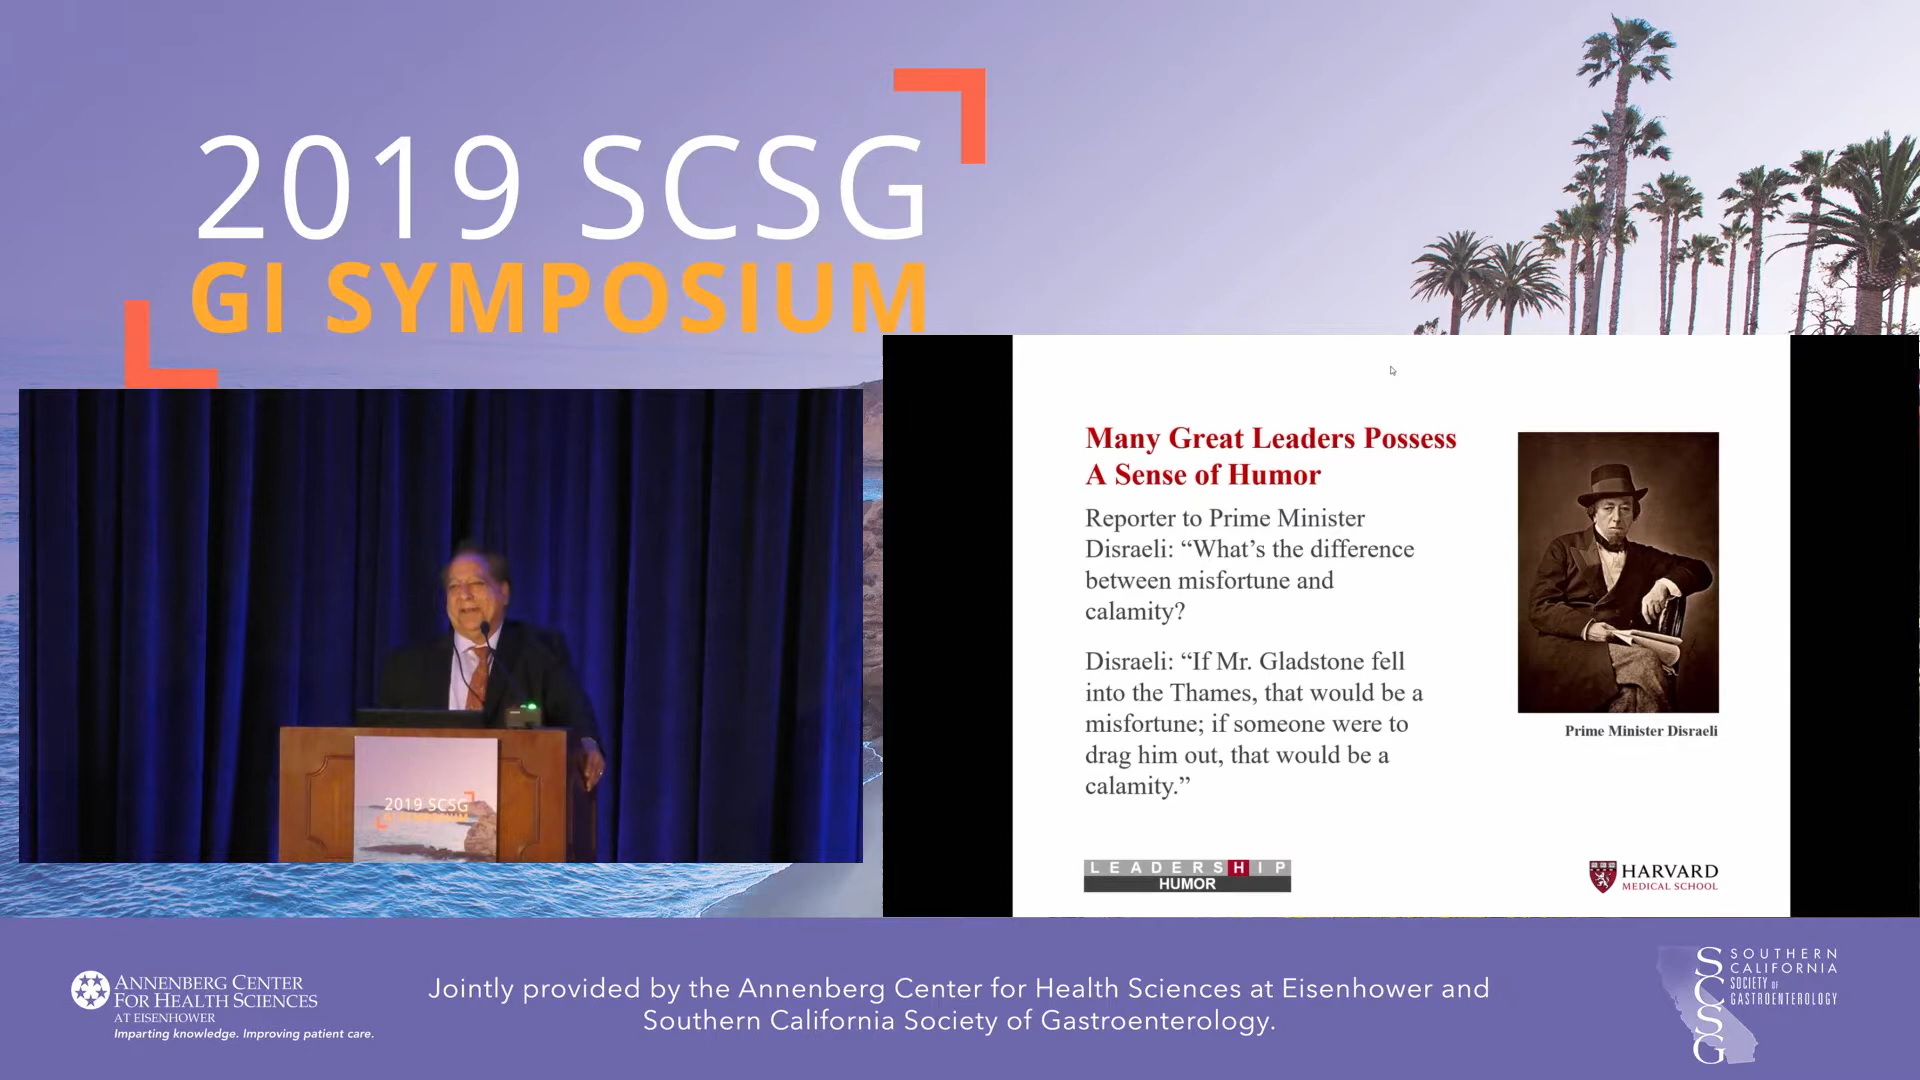 2019 SCSG
GI SYMPOSIUM
Many Great Leaders Possess
A Sense of Humor
Reporter to Prime Minister
Disraeli: “What’s the difference
between misfortune and
calamity?
Disraeli: “If Mr. Gladstone fell
into the Thames, that would be a
misfortune; if someone were to
drag him out, that would be a
calamity.”
Prime Minister Disraeli
LEADERSHIP
HUMOR
HARVARD
MEDICAL SCHOOL
2019 SCSG
GI SYMPOSIUM
ANNENBERG CENTER
FOR HEALTH SCIENCES
AT EISENHOWER
Imparting knowledge. Improving patient care.
Jointly provided by the Annenberg Center for Health Sciences at Eisenhower and
Southern California Society of Gastroenterology.
SCSG
SOUTHERN
CALIFORNIA
SOCIETY OF
GASTROENTEROLOGY